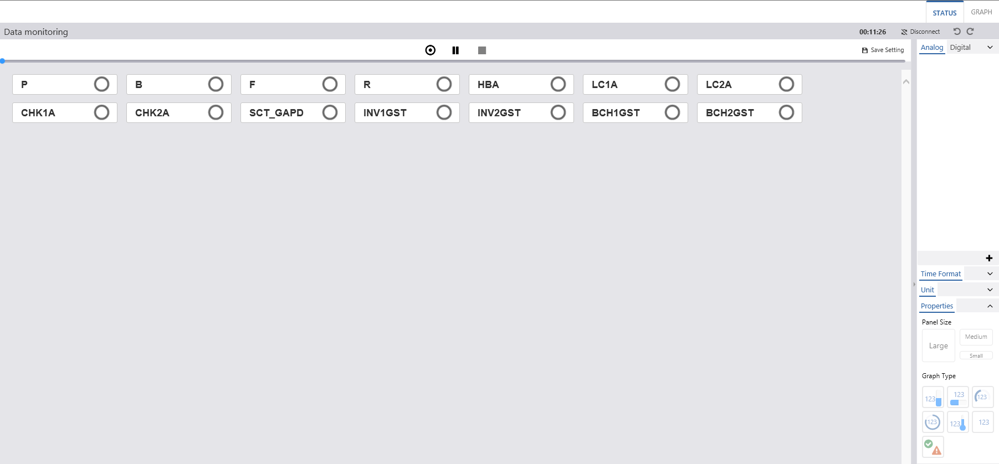 STATUS GRAPH
Data monitoring 00:11:26 Disconnect
Save Setting
Analog Digital
P B F R HBA LC1A LC2A
CHK1A CHK2A SCT_GAPD INV1GST INV2GST BCH1GST BCH2GST
Time Format
Unit
Properties
Panel Size
Large Medium
Small
Graph Type
123 123 123
123 123 123